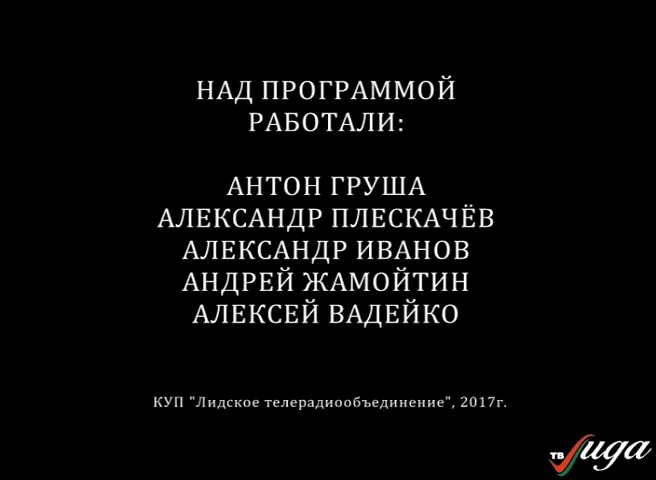 НАД ПРОГРАММОЙ
РАБОТАЛИ:
АНТОН ГРУША
АЛЕКСАНДР ПЛЕСКАЧЁВ
АЛЕКСАНДР ИВАНОВ
АНДРЕЙ ЖАМОЙТИН
АЛЕКСЕЙ ВАДЕЙКО
КУП "Лидское телерадиообъединение", 2017г.
ТВ Лида